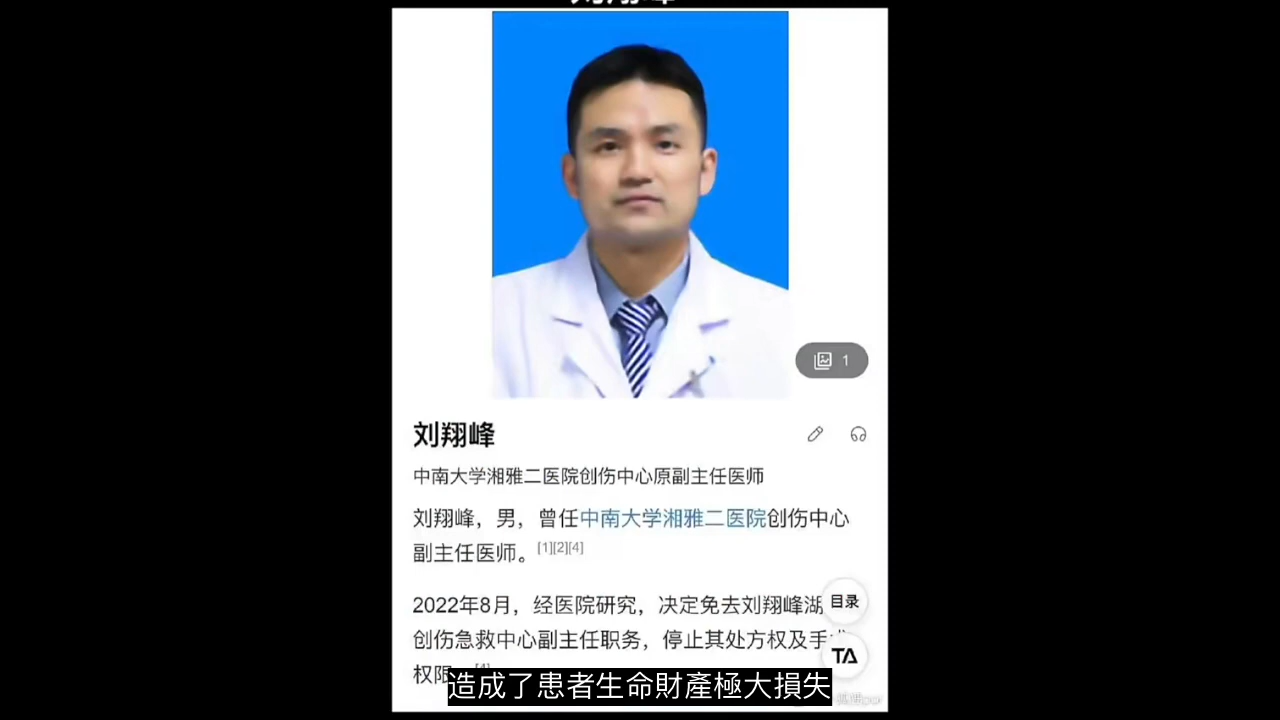 1
刘翔峰
中南大学湘雅二医院创伤中心原副主任医师
刘翔峰，男，曾任中南大学湘雅二医院创伤中心
副主任医师。[1][2][4]
2022年8月，经医院研究，决定免去刘翔峰湖
目录
创伤急救中心副主任职务，停止其处方权及手
权限
[4]
造成了患者生命財產極大損失